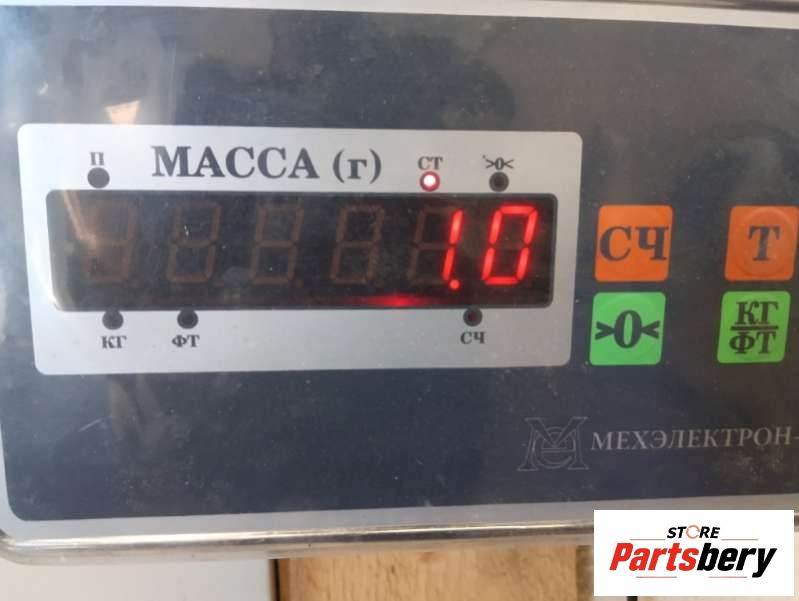 П МАССА (г) СТ >0<
1.0
КГ ФТ СЧ
СЧ Т
>0< КГ
ФТ
МЕХЭЛЕКТРОН-
STORE
Partsbery